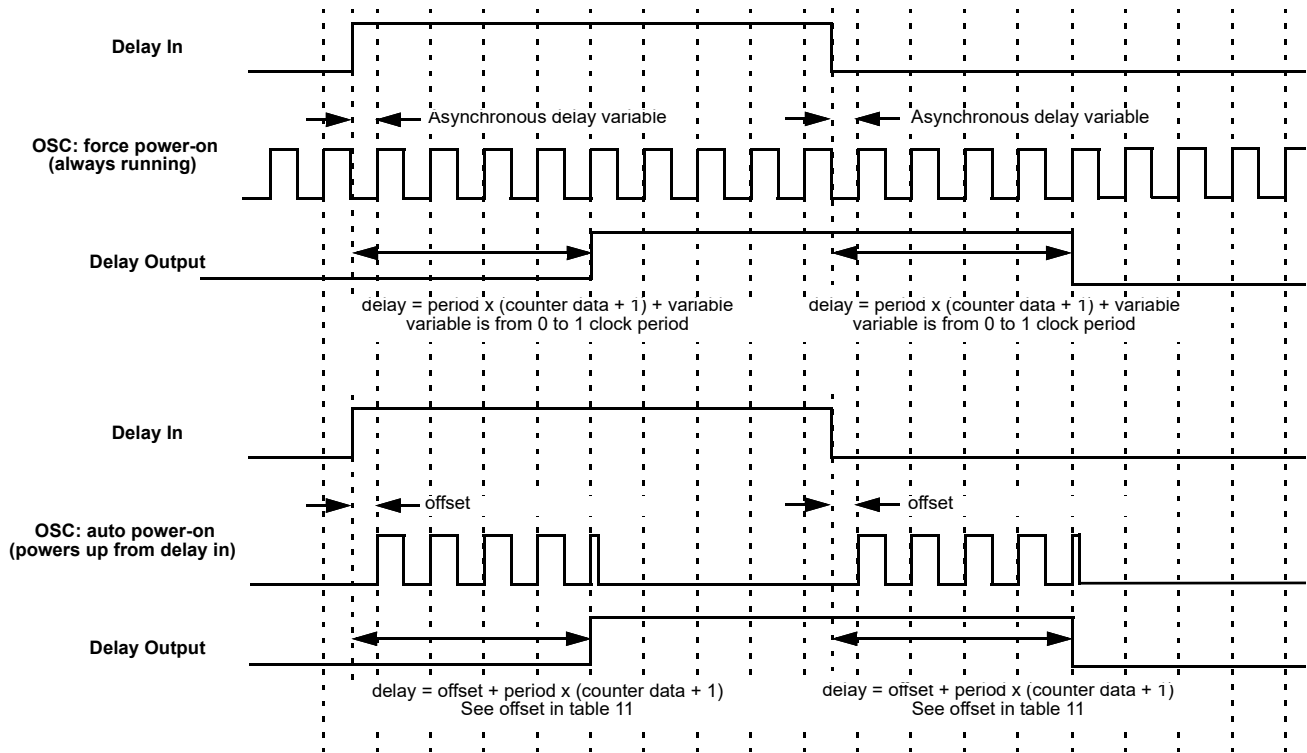 Delay In
Asynchronous delay variable
Asynchronous delay variable
OSC: force power-on
(always running)
Delay Output
delay = period x (counter data + 1) + variable
variable is from 0 to 1 clock period
delay = period x (counter data + 1) + variable
variable is from 0 to 1 clock period
Delay In
offset
offset
OSC: auto power-on
(powers up from delay in)
Delay Output
delay = offset + period x (counter data + 1)
See offset in table 11
delay = offset + period x (counter data + 1)
See offset in table 11